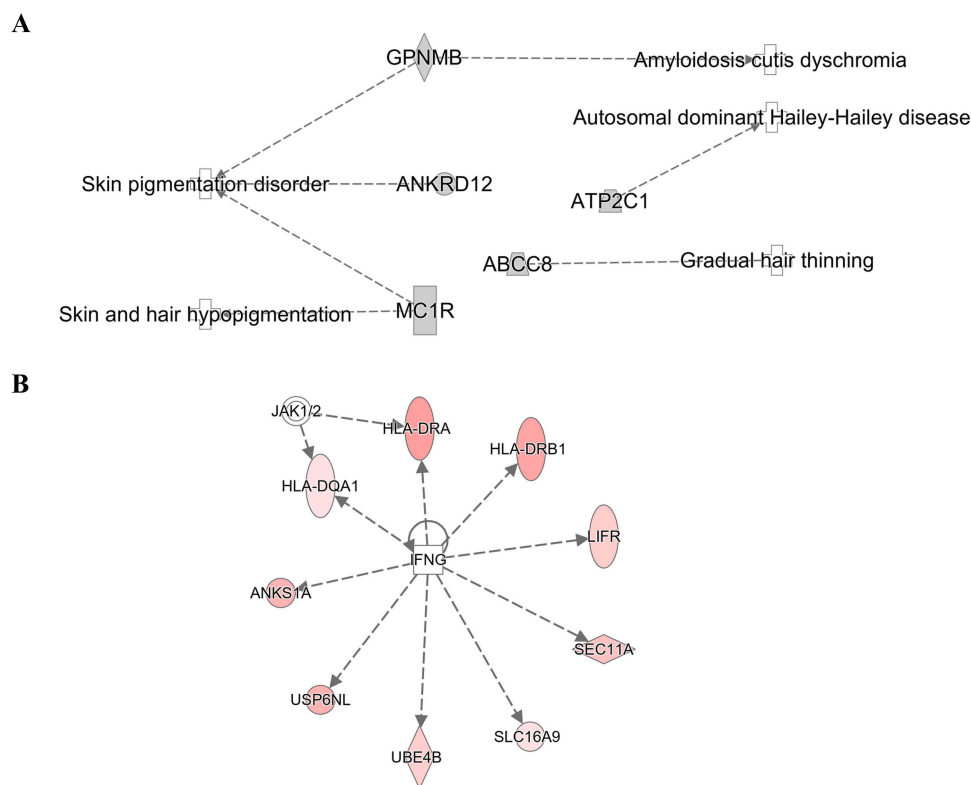 A
GPNMB
Amyloidosis cutis dyschromia
Autosomal dominant Hailey-Hailey disease
Skin pigmentation disorder
ANKRD12
ATP2C1
ABCC8
Gradual hair thinning
Skin and hair hypopigmentation
MC1R
B
JAK1/2
HLA-DRA
HLA-DRB1
HLA-DQA1
LIFR
IFNG
ANKS1A
SEC11A
USP6NL
SLC16A9
UBE4B